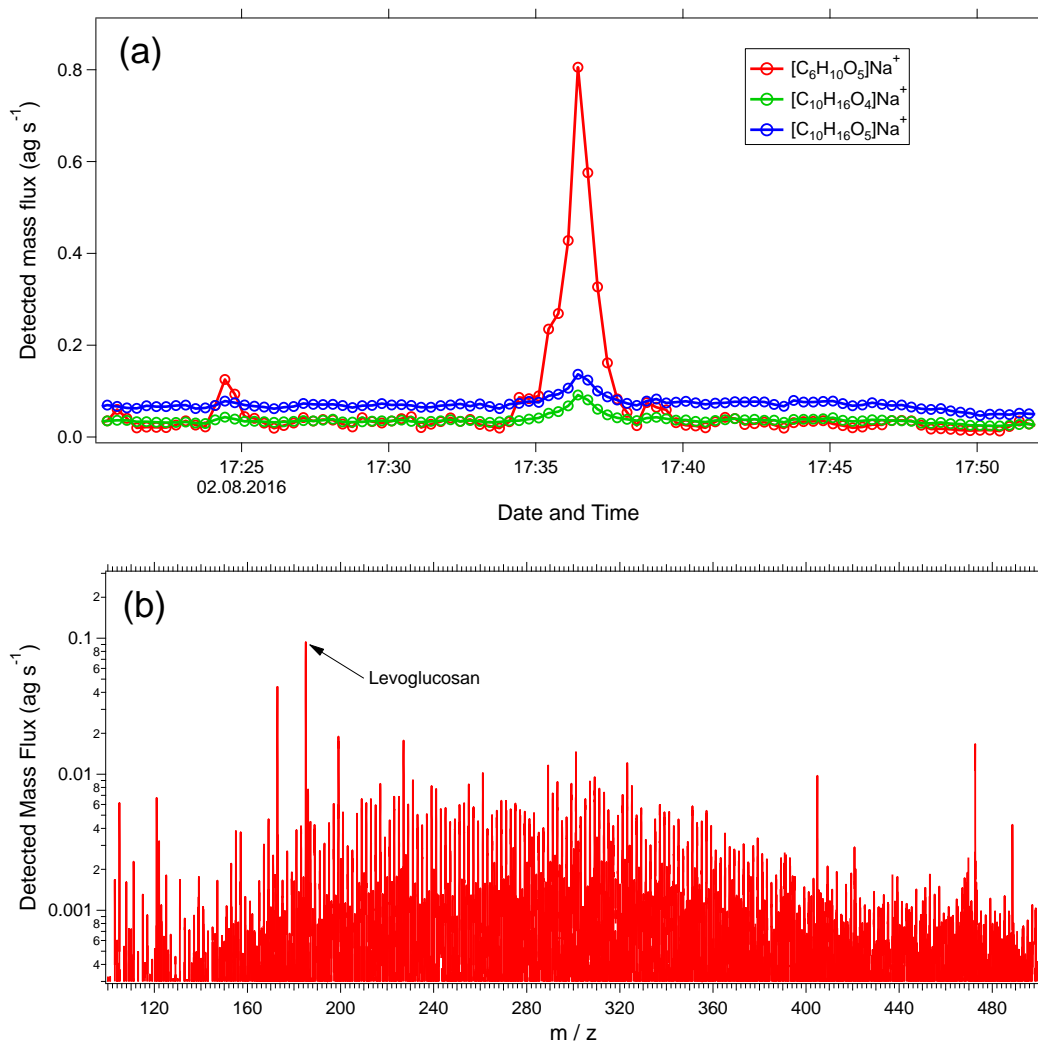 (a)
[C₆H₁₀O₅]Na⁺
[C₁₀H₁₆O₄]Na⁺
[C₁₀H₁₆O₅]Na⁺
Detected mass flux (ag s⁻¹)
0.8
0.6
0.4
0.2
0.0
17:25 17:30 17:35 17:40 17:45 17:50
02.08.2016
Date and Time
(b)
Levoglucosan
Detected Mass Flux (ag s⁻¹)
2
0.1
8
6
4
2
0.01
8
6
4
2
0.001
8
6
4
120 160 200 240 280 320 360 400 440 480
m / z